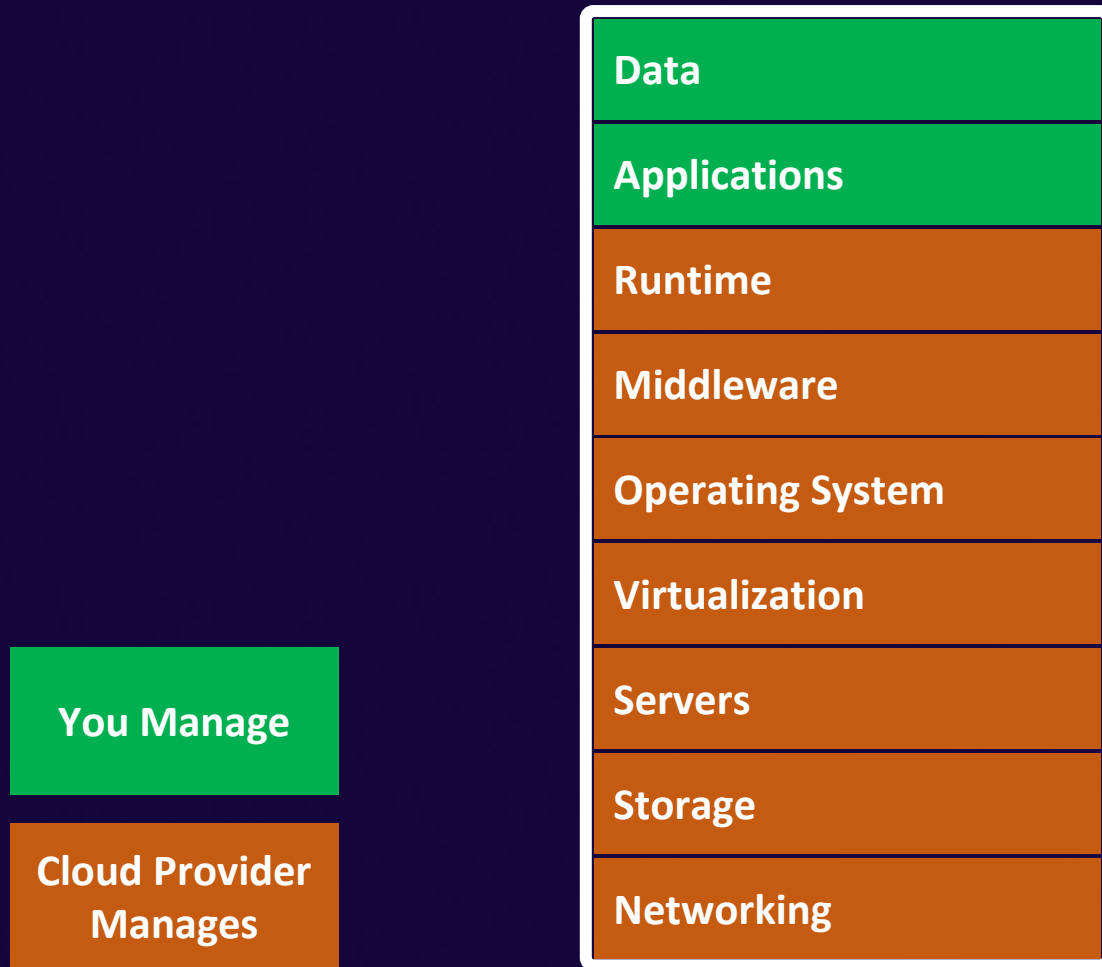 Data
Applications
Runtime
Middleware
Operating System
Virtualization
Servers
Storage
Networking
You Manage
Cloud Provider
Manages